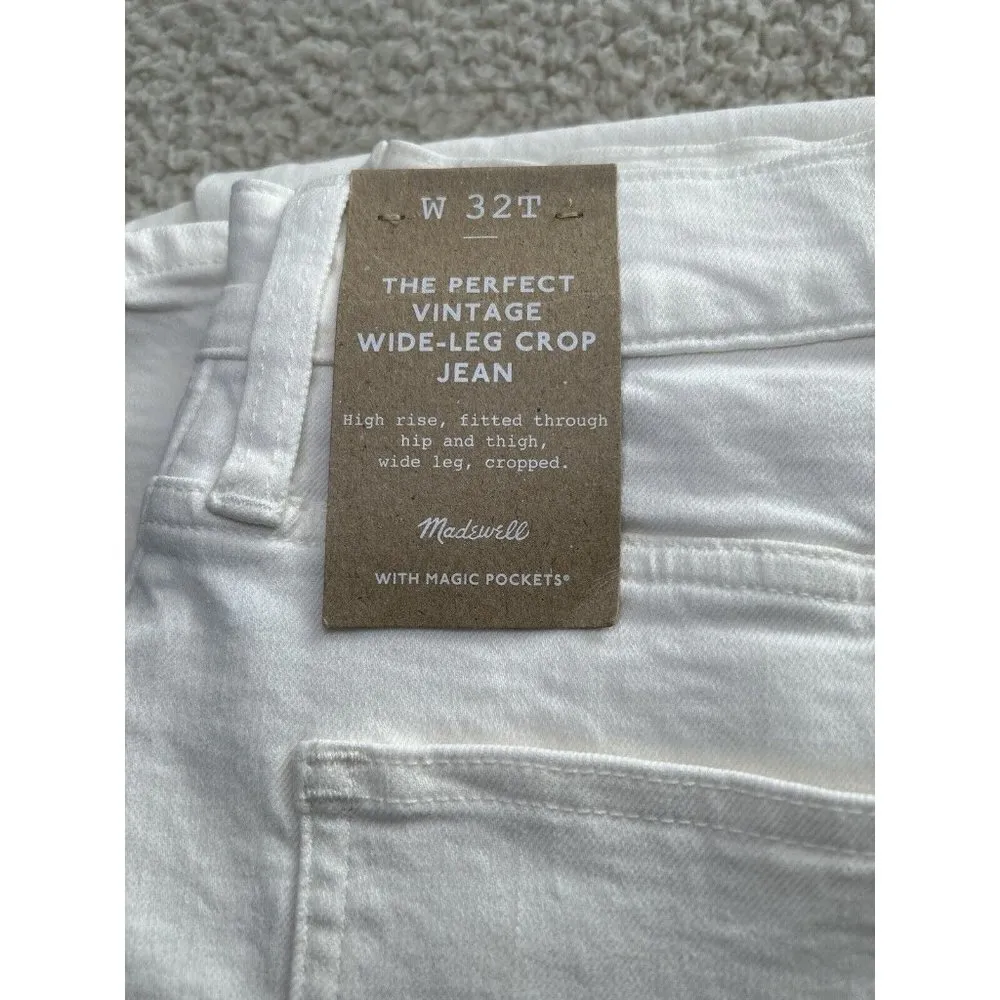 W 32T
THE PERFECT
VINTAGE
WIDE-LEG CROP
JEAN
High rise, fitted through
hip and thigh,
wide leg, cropped.
Madewell
WITH MAGIC POCKETS®